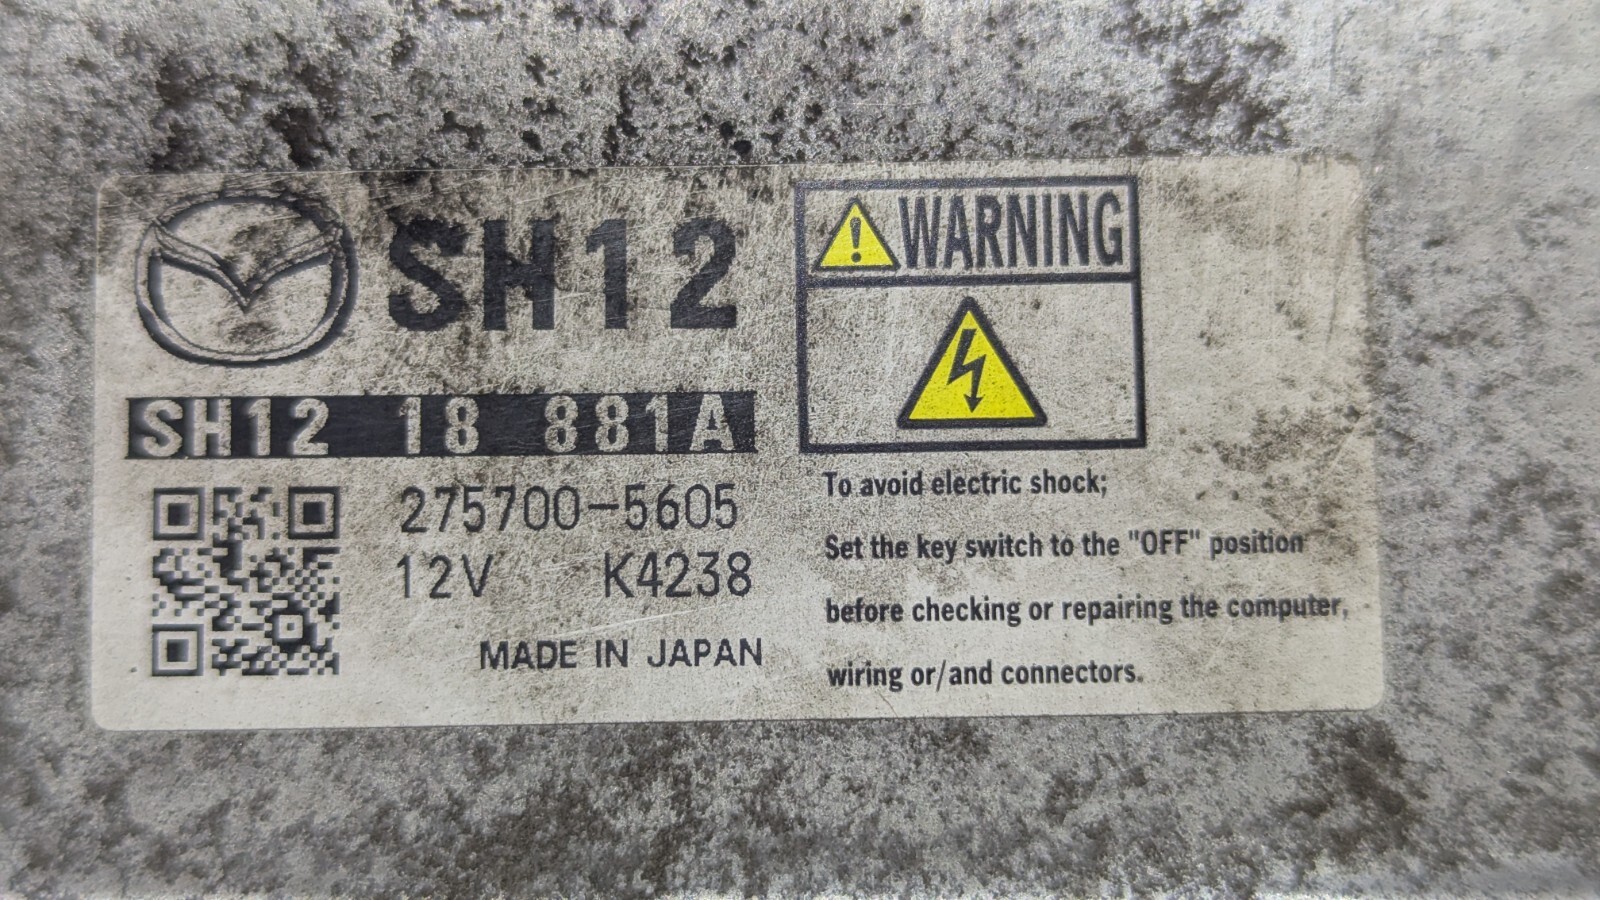 SH12
SH12 18 881A
275700-5605
12V K4238
MADE IN JAPAN
WARNING
To avoid electric shock;
Set the key switch to the "OFF" position
before checking or repairing the computer,
wiring or/and connectors.